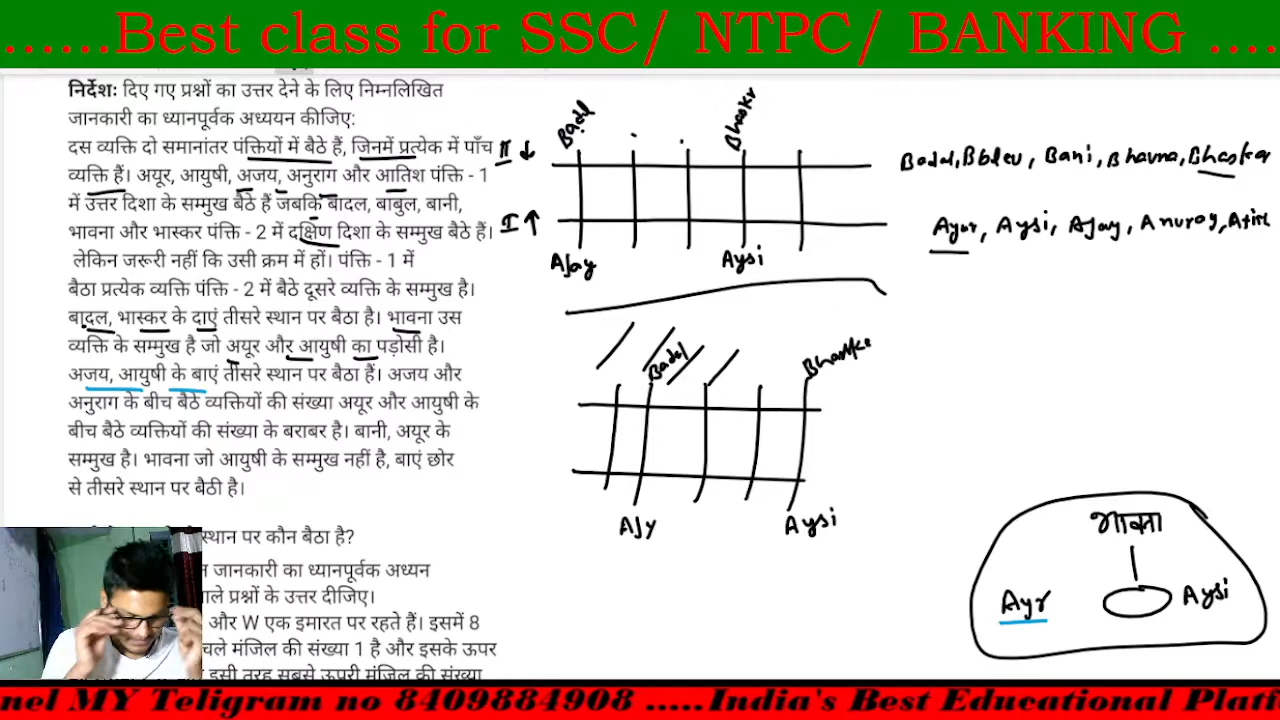 ......Best class for SSC/ NTPC/ BANKING ....
निर्देशः दिए गए प्रश्नों का उत्तर देने के लिए निम्नलिखित
जानकारी का ध्यानपूर्वक अध्ययन कीजिए:
दस व्यक्ति दो समानांतर पंक्तियों में बैठे हैं, जिनमें प्रत्येक में पाँच
व्यक्ति हैं। अयूर, आयुषी, अजय, अनुराग और आतिश पंक्ति - 1
में उत्तर दिशा के सम्मुख बैठे हैं जबकि बादल, बाबुल, बानी,
भावना और भास्कर पंक्ति - 2 में दक्षिण दिशा के सम्मुख बैठे हैं।
लेकिन जरूरी नहीं कि उसी क्रम में हों। पंक्ति - 1 में
बैठा प्रत्येक व्यक्ति पंक्ति - 2 में बैठे दूसरे व्यक्ति के सम्मुख है।
बादल, भास्कर के दाएं तीसरे स्थान पर बैठा है। भावना उस
व्यक्ति के सम्मुख है जो अयूर और आयुषी का पड़ोसी है।
अजय, आयुषी के बाएं तीसरे स्थान पर बैठा हैं। अजय और
अनुराग के बीच बैठे व्यक्तियों की संख्या अयूर और आयुषी के
बीच बैठे व्यक्तियों की संख्या के बराबर है। बानी, अयूर के
सम्मुख है। भावना जो आयुषी के सम्मुख नहीं है, बाएं छोर
से तीसरे स्थान पर बैठी है।
स्थान पर कौन बैठा है?
जानकारी का ध्यानपूर्वक अध्यन
प्रश्नों के उत्तर दीजिए।
और W एक इमारत पर रहते हैं। इसमें 8
मंजिल की संख्या 1 है और इसके ऊपर
इसी तरह सबसे ऊपरी मंजिल की संख्या
Badl Bhaskr
II ↓
I ↑
Ajay Aysi
Badal, Bani, Bhavna, Bhaskar
Ayur, Aysi, Ajay, Anurag, Atish
Badl
Ajy Aysi
भावना
Ayr Aysi
nel MY Teligram no 8409884908 .....India's Best Educational Platf